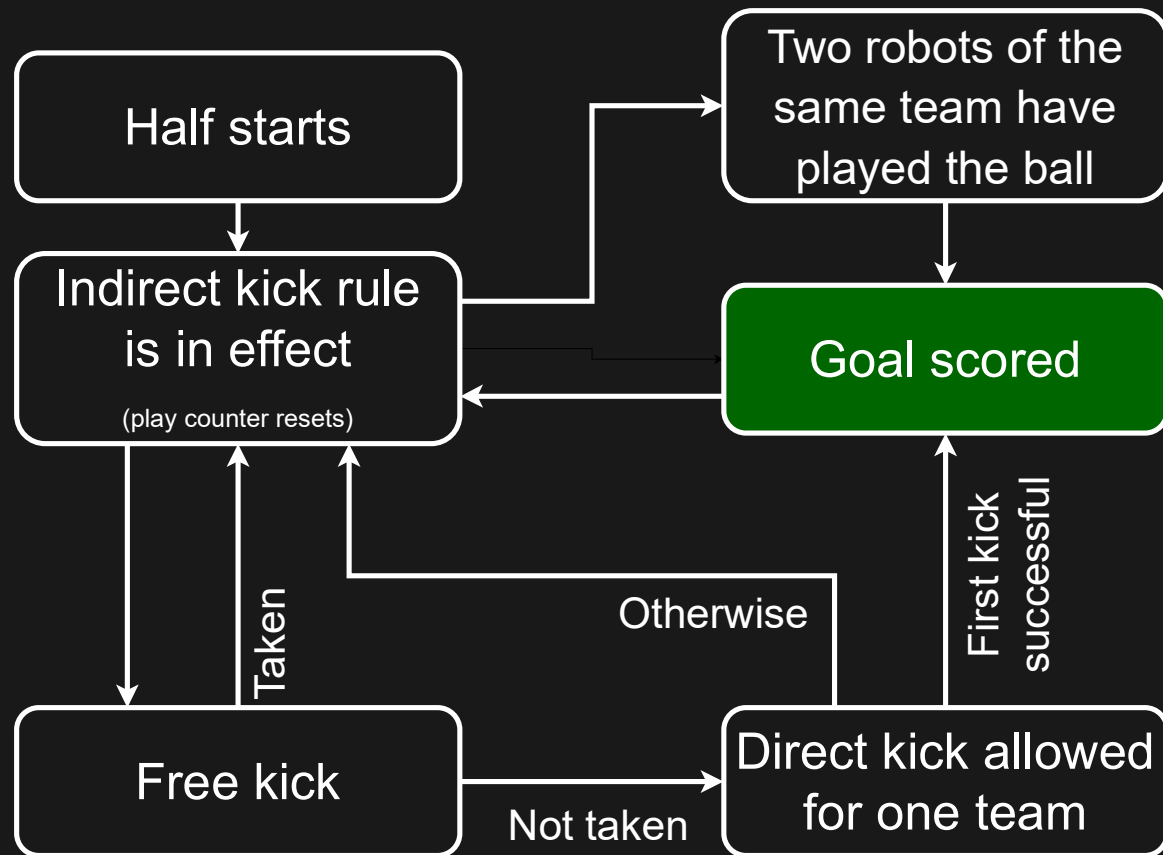 Half starts
Two robots of the
same team have
played the ball
Indirect kick rule
is in effect
(play counter resets)
Goal scored
Taken
Otherwise
First kick
successful
Free kick
Not taken
Direct kick allowed
for one team